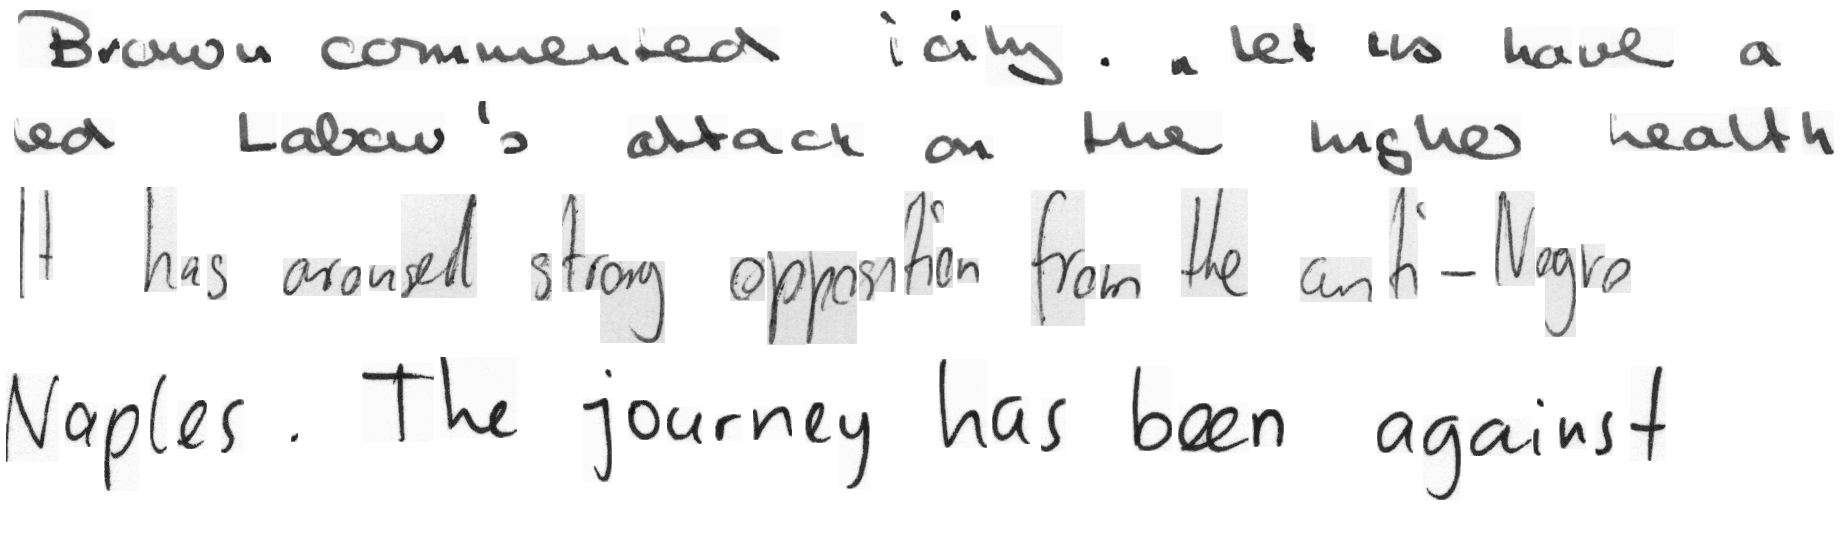 Brown commented icily. "let us have a
ed Labour's attack on the higher health
It has aroused strong opposition from the anti-Negro
Naples. The journey has been against